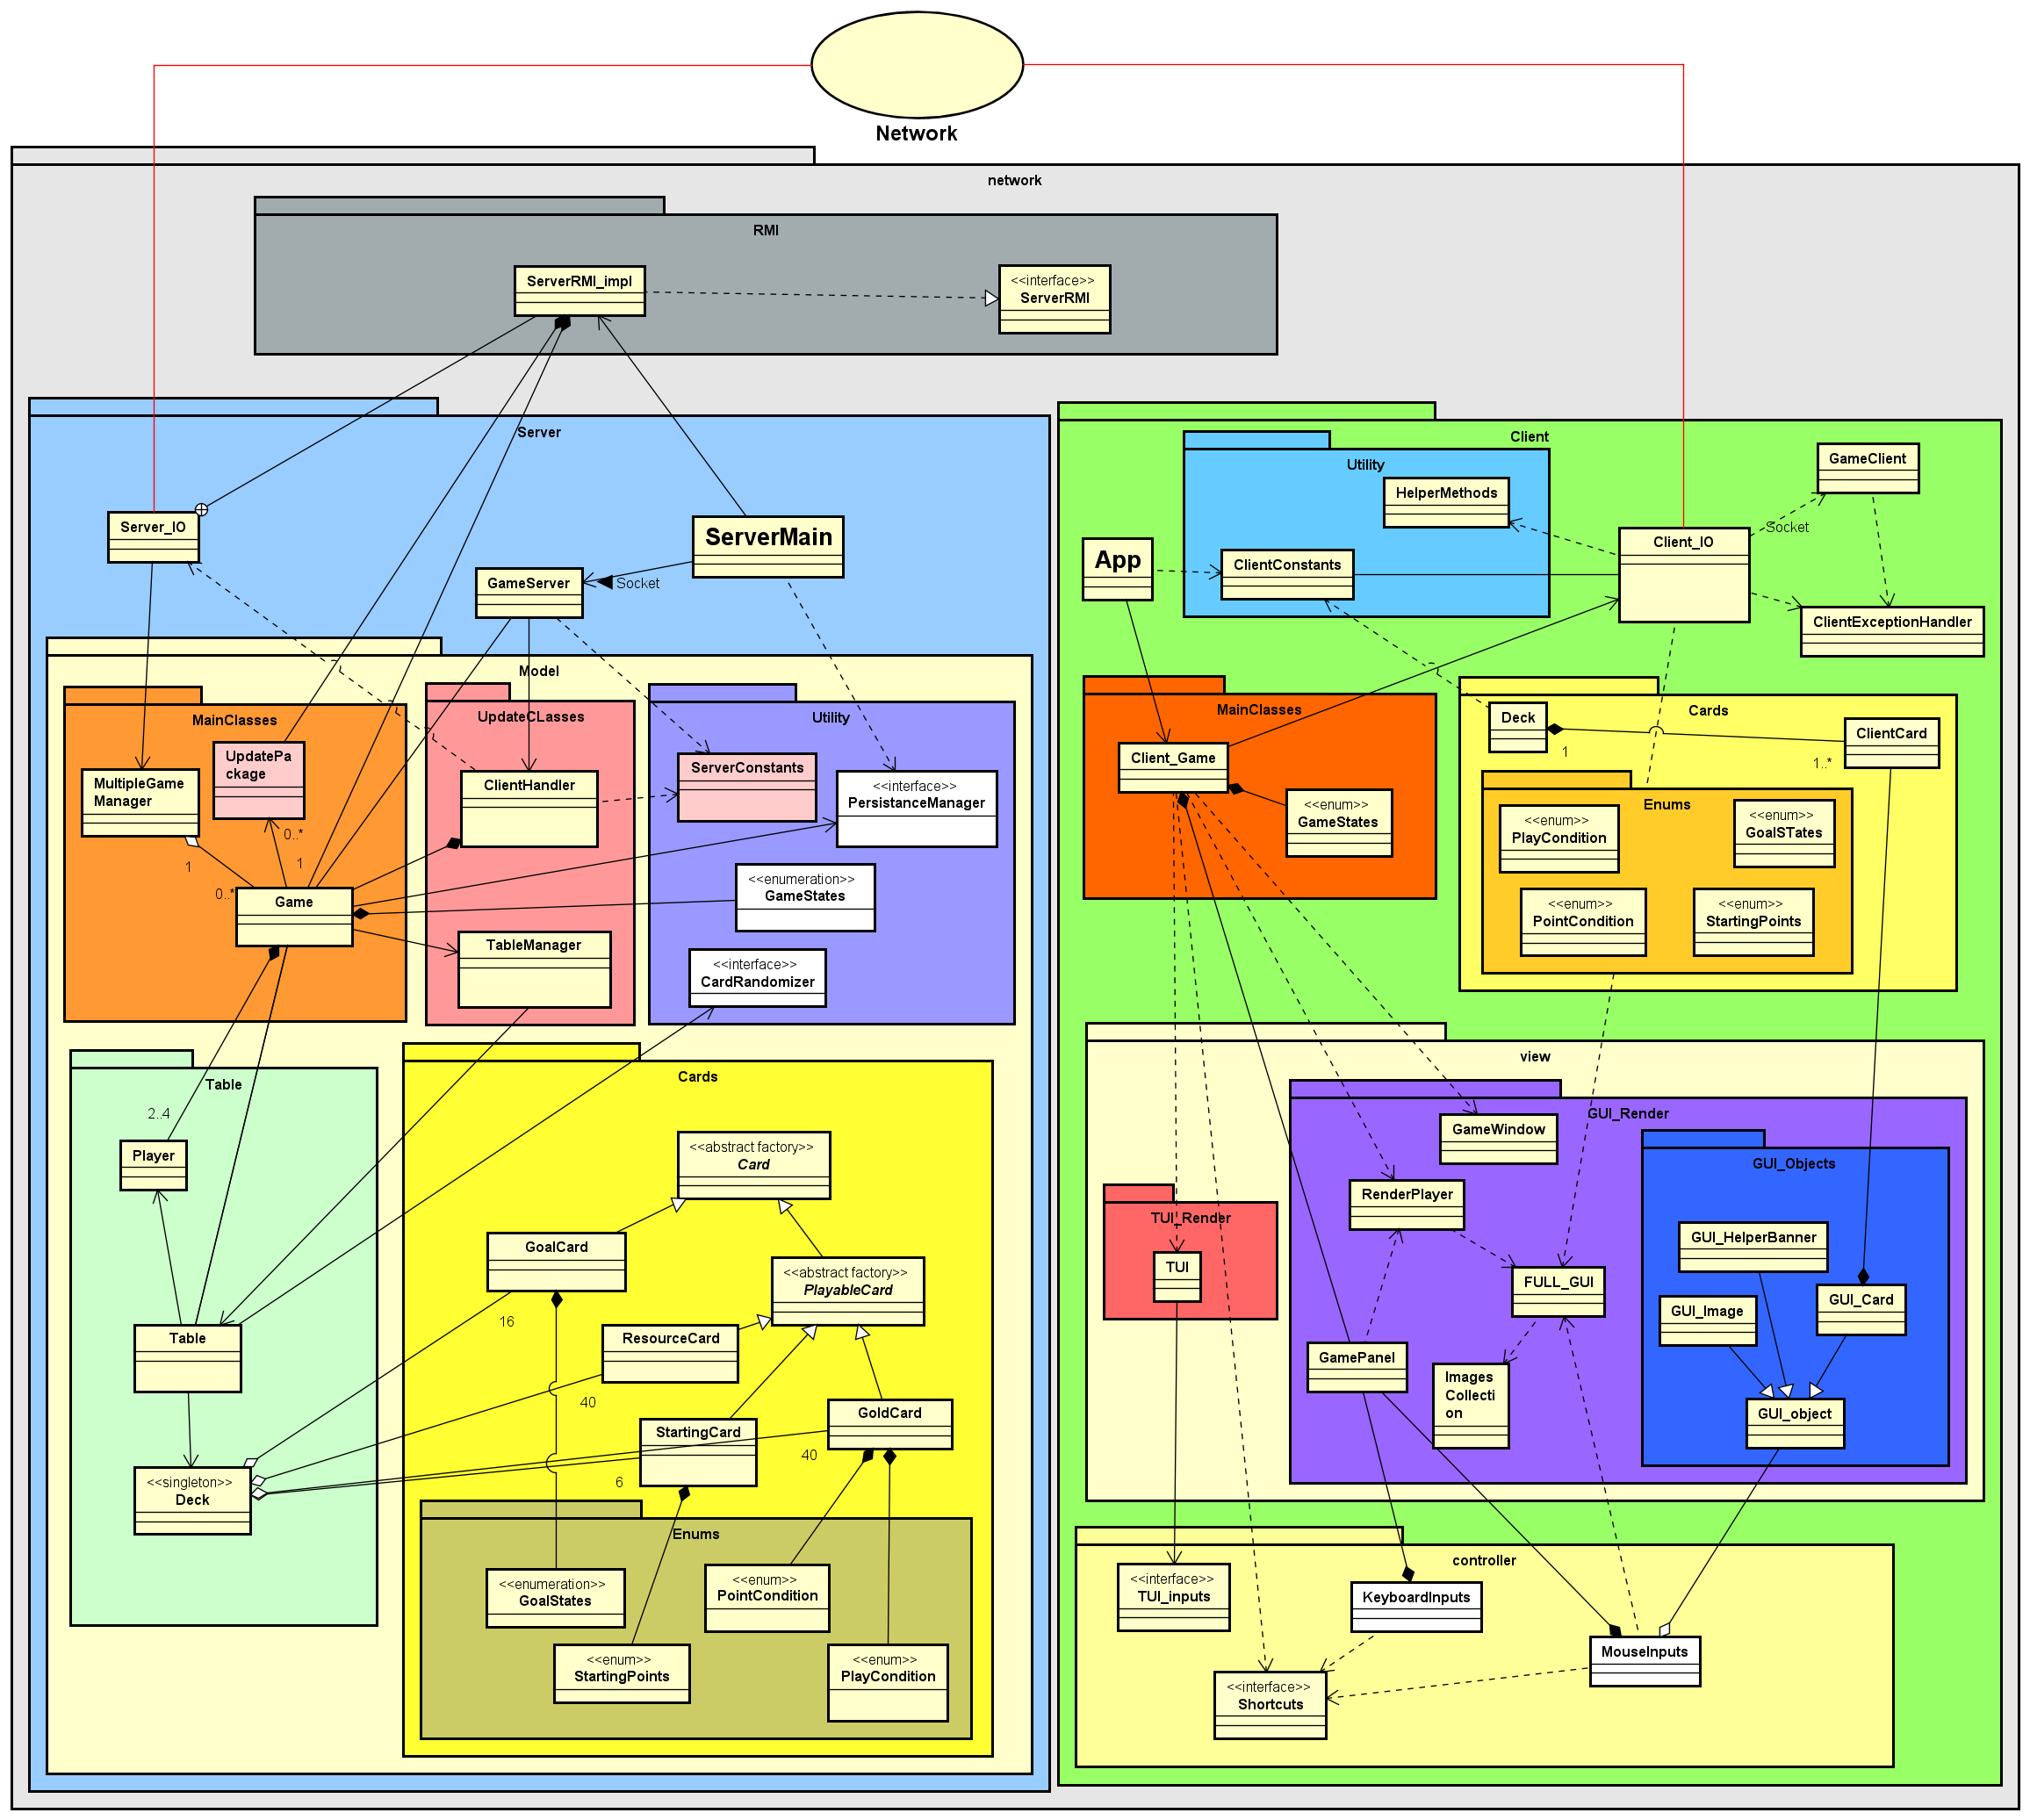 Network
network
RMI
ServerRMI_impl
<<interface>>
ServerRMI
Server
Server_IO
ServerMain
GameServer
Socket
Model
MainClasses
UpdatePa
ckage
MultipleGame
Manager
0..*
1
1
0..*
Game
UpdateCLasses
ClientHandler
TableManager
Utility
ServerConstants
<<interface>>
PersistanceManager
<<enumeration>>
GameStates
<<interface>>
CardRandomizer
Table
2..4
Player
Table
<<singleton>>
Deck
Cards
<<abstract factory>>
Card
GoalCard
<<abstract factory>>
PlayableCard
16
ResourceCard
40
StartingCard
GoldCard
40
6
Enums
<<enumeration>>
GoalStates
<<enum>>
PointCondition
<<enum>>
StartingPoints
<<enum>>
PlayCondition
Client
Utility
HelperMethods
ClientConstants
App
GameClient
Socket
Client_IO
ClientExceptionHandler
MainClasses
Client_Game
<<enum>>
GameStates
Cards
Deck
1
ClientCard
1..*
Enums
<<enum>>
PlayCondition
<<enum>>
GoalSTates
<<enum>>
PointCondition
<<enum>>
StartingPoints
view
GUI_Render
GameWindow
RenderPlayer
FULL_GUI
GamePanel
Images
Collecti
on
GUI_Objects
GUI_HelperBanner
GUI_Image
GUI_Card
GUI_object
TUI_Render
TUI
controller
<<interface>>
TUI_inputs
KeyboardInputs
MouseInputs
<<interface>>
Shortcuts